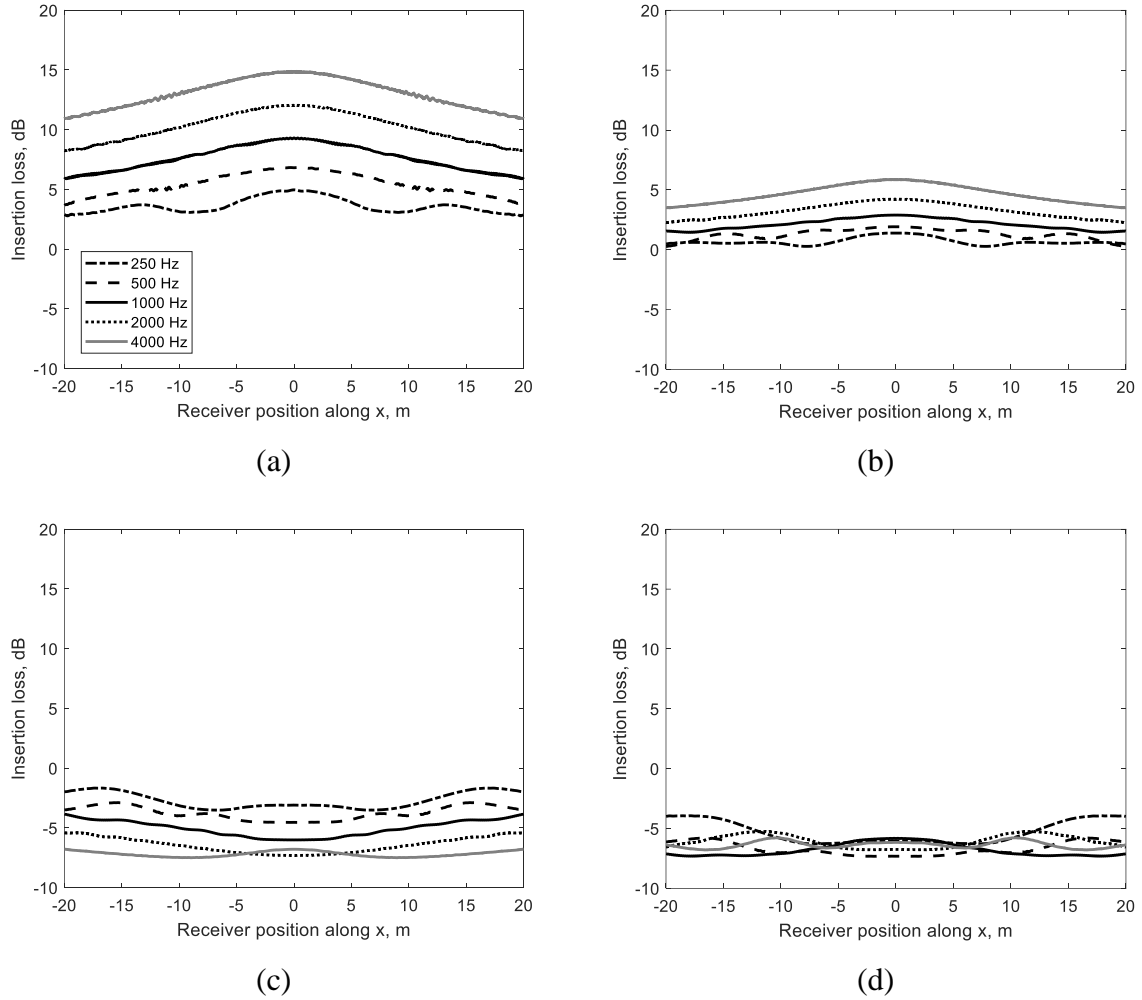 20
15
10
5
0
-5
-10
Insertion loss, dB
250 Hz
500 Hz
1000 Hz
2000 Hz
4000 Hz
-20 -15 -10 -5 0 5 10 15 20
Receiver position along x, m
(a)
20
15
10
5
0
-5
-10
Insertion loss, dB
-20 -15 -10 -5 0 5 10 15 20
Receiver position along x, m
(b)
20
15
10
5
0
-5
-10
Insertion loss, dB
-20 -15 -10 -5 0 5 10 15 20
Receiver position along x, m
(c)
20
15
10
5
0
-5
-10
Insertion loss, dB
-20 -15 -10 -5 0 5 10 15 20
Receiver position along x, m
(d)